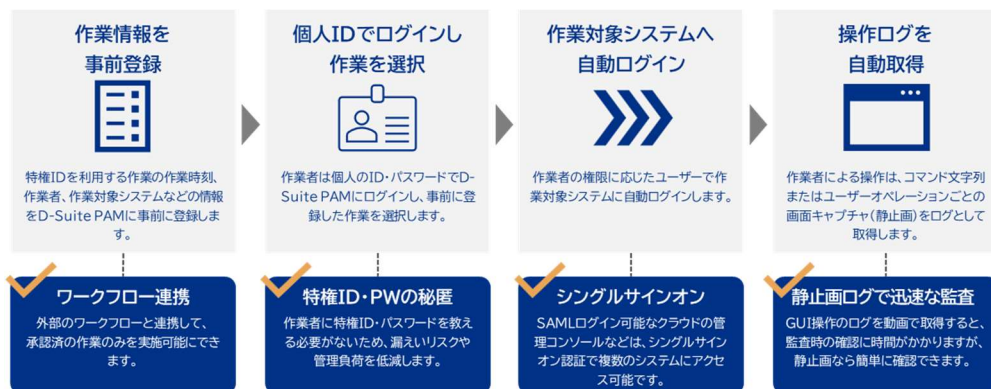 作業情報を
事前登録
特権IDを利用する作業の作業時刻、
作業者、作業対象システムなどの情報
をD-Suite PAMに事前に登録しま
す。
個人IDでログインし
作業を選択
作業者は個人のID・パスワードでD-
Suite PAMにログインし、事前に登
録した作業を選択します。
作業対象システムへ
自動ログイン
作業者の権限に応じたユーザーで作
業対象システムに自動ログインします。
操作ログを
自動取得
作業者による操作は、コマンド文字列
またはユーザーオペレーションごとの
画面キャプチャ(静止画)をログとして
取得します。
ワークフロー連携
外部のワークフローと連携して、
承認済の作業のみを実施可能にでき
ます。
特権ID・PWの秘匿
作業者に特権ID・パスワードを教え
る必要がないため、漏えいリスクや
管理負荷を低減します。
シングルサインオン
SAMLログイン可能なクラウドの管
理コンソールなどは、シングルサイン
オン認証で複数のシステムにアクセ
ス可能です。
静止画ログで迅速な監査
GUI操作のログを動画で取得すると、
監査時の確認に時間がかかりますが、
静止画なら簡単に確認できます。